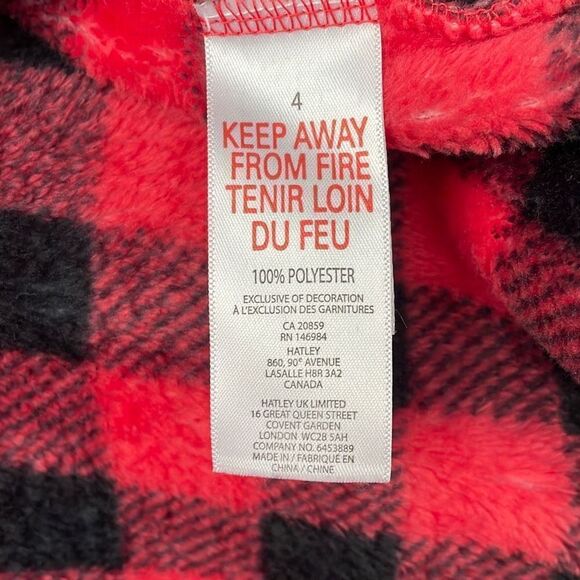 4
KEEP AWAY
FROM FIRE
TENIR LOIN
DU FEU
100% POLYESTER
EXCLUSIVE OF DECORATION
À L'EXCLUSION DES GARNITURES
CA 20859
RN 146984
HATLEY
860, 90e AVENUE
LASALLE H8R 3A2
CANADA
HATLEY UK LIMITED
16 GREAT QUEEN STREET
COVENT GARDEN
LONDON WC2B 5AH
COMPANY NO. 6453889
MADE IN / FABRIQUÉ EN
CHINA / CHINE